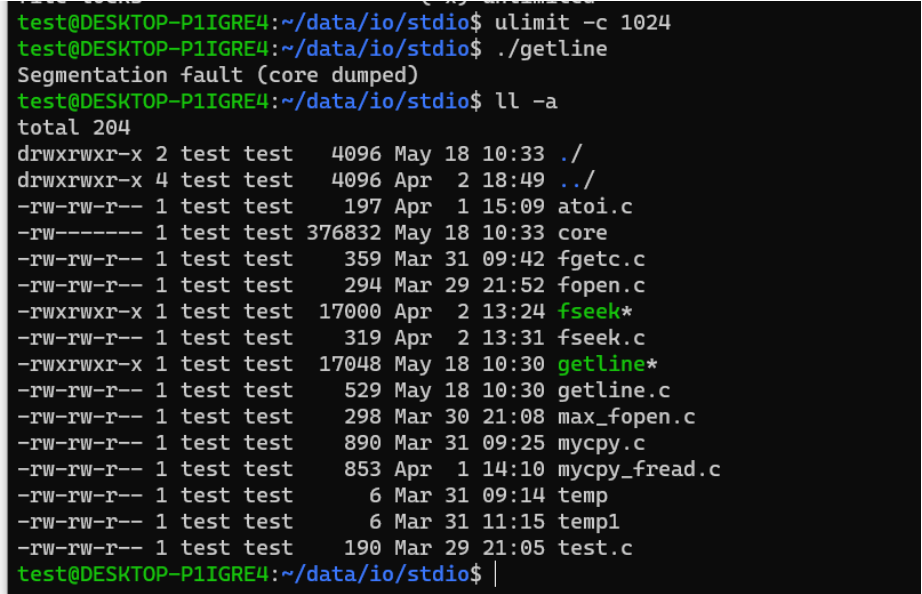 test@DESKTOP-P1IGRE4:~/data/io/stdio$ ulimit -c 1024
test@DESKTOP-P1IGRE4:~/data/io/stdio$ ./getline
Segmentation fault (core dumped)
test@DESKTOP-P1IGRE4:~/data/io/stdio$ ll -a
total 204
drwxrwxr-x 2 test test   4096 May 18 10:33 ./
drwxrwxr-x 4 test test   4096 Apr  2 18:49 ../
-rw-rw-r-- 1 test test    197 Apr  1 15:09 atoi.c
-rw------- 1 test test 376832 May 18 10:33 core
-rw-rw-r-- 1 test test    359 Mar 31 09:42 fgetc.c
-rw-rw-r-- 1 test test    294 Mar 29 21:52 fopen.c
-rwxrwxr-x 1 test test  17000 Apr  2 13:24 fseek*
-rw-rw-r-- 1 test test    319 Apr  2 13:31 fseek.c
-rwxrwxr-x 1 test test  17048 May 18 10:30 getline*
-rw-rw-r-- 1 test test    529 May 18 10:30 getline.c
-rw-rw-r-- 1 test test    298 Mar 30 21:08 max_fopen.c
-rw-rw-r-- 1 test test    890 Mar 31 09:25 mycpy.c
-rw-rw-r-- 1 test test    853 Apr  1 14:10 mycpy_fread.c
-rw-rw-r-- 1 test test      6 Mar 31 09:14 temp
-rw-rw-r-- 1 test test      6 Mar 31 11:15 temp1
-rw-rw-r-- 1 test test    190 Mar 29 21:05 test.c
test@DESKTOP-P1IGRE4:~/data/io/stdio$